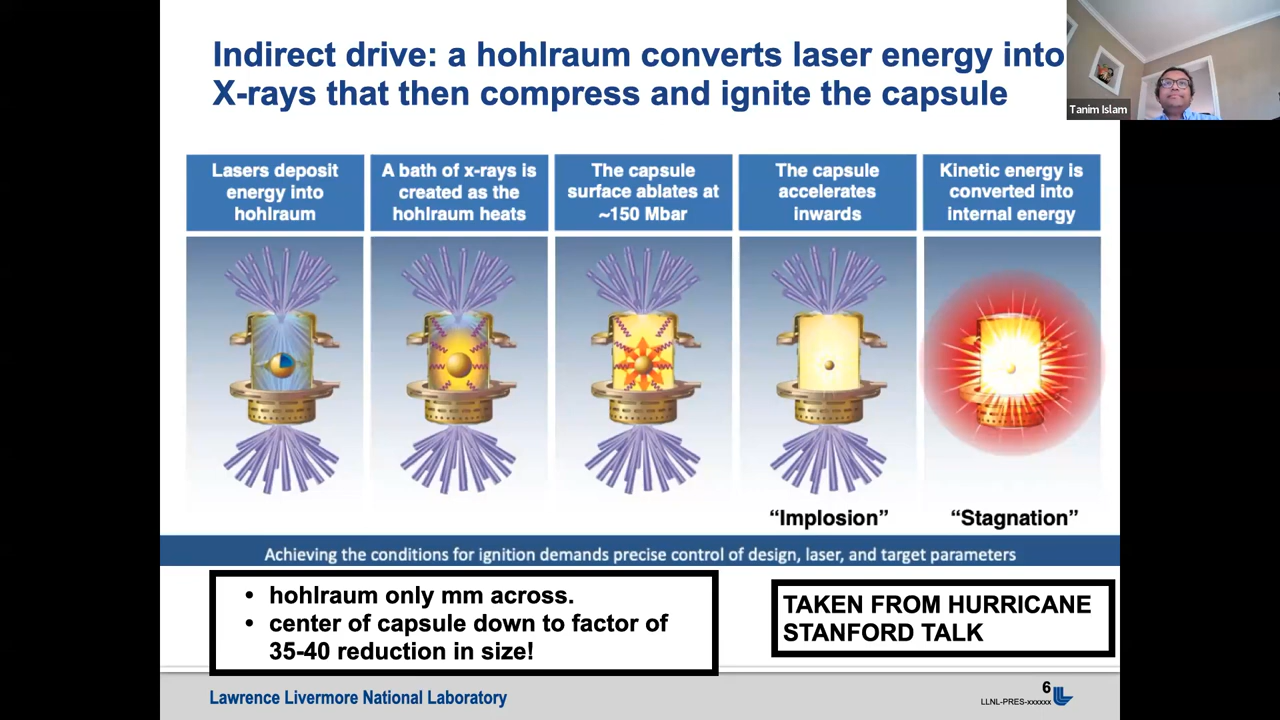 Indirect drive: a hohlraum converts laser energy into
X-rays that then compress and ignite the capsule
Tanim Islam
Lasers deposit
energy into
hohlraum
A bath of x-rays is
created as the
hohlraum heats
The capsule
surface ablates at
~150 Mbar
The capsule
accelerates
inwards
Kinetic energy is
converted into
internal energy
“Implosion”
“Stagnation”
Achieving the conditions for ignition demands precise control of design, laser, and target parameters
• hohlraum only mm across.
• center of capsule down to factor of
35-40 reduction in size!
TAKEN FROM HURRICANE
STANFORD TALK
Lawrence Livermore National Laboratory
6
LLNL-PRES-xxxxxx